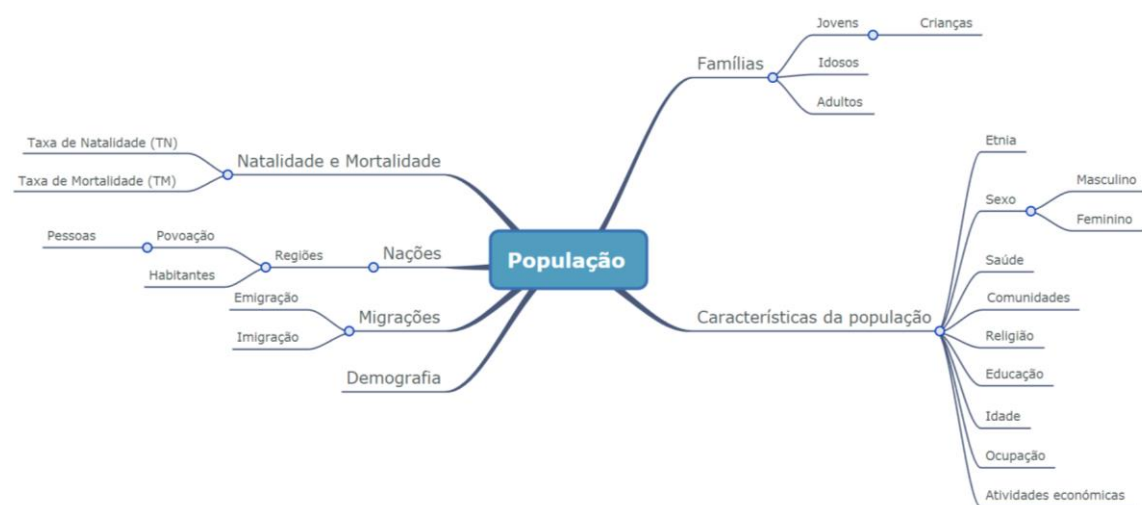 População
Famílias
Jovens
Crianças
Idosos
Adultos
Características da população
Etnia
Sexo
Masculino
Feminino
Saúde
Comunidades
Religião
Educação
Idade
Ocupação
Atividades económicas
Natalidade e Mortalidade
Taxa de Natalidade (TN)
Taxa de Mortalidade (TM)
Nações
Regiões
Povoação
Pessoas
Habitantes
Migrações
Emigração
Imigração
Demografia